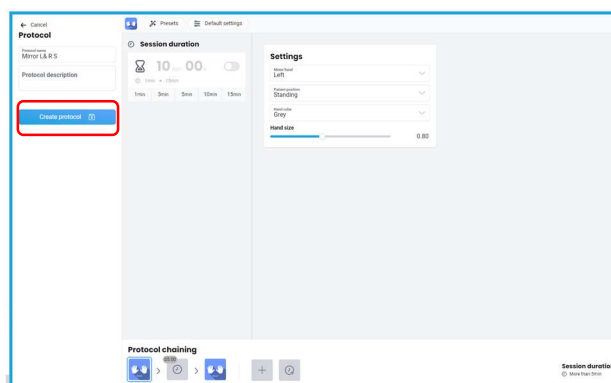 Cancel
Protocol
Protocol name
Mirror L& R S
Protocol description
Create protocol
Presets
Default settings
Session duration
10 00
1min
1min 3min 5min 10min 15min
Settings
Mirror hand
Left
Patient position
Standing
Hand color
Grey
Hand size
0.80
Protocol chaining
Session duration
More than 5min